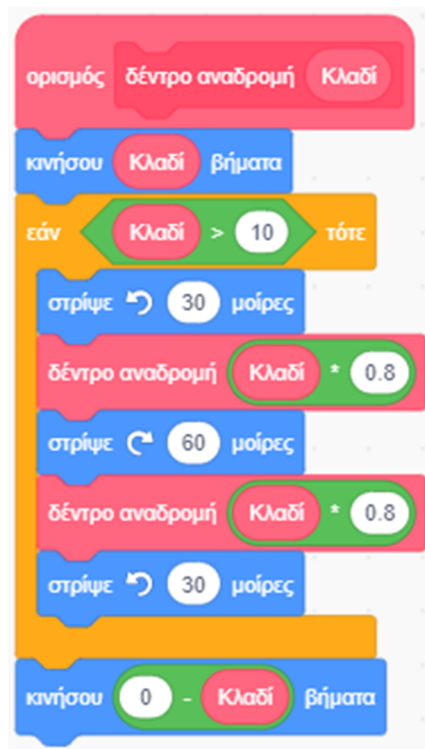 ορισμός δέντρο αναδρομή Κλαδί
κινήσου Κλαδί βήματα
εάν Κλαδί > 10 τότε
στρίψε 30 μοίρες
δέντρο αναδρομή Κλαδί * 0.8
στρίψε 60 μοίρες
δέντρο αναδρομή Κλαδί * 0.8
στρίψε 30 μοίρες
κινήσου 0 - Κλαδί βήματα